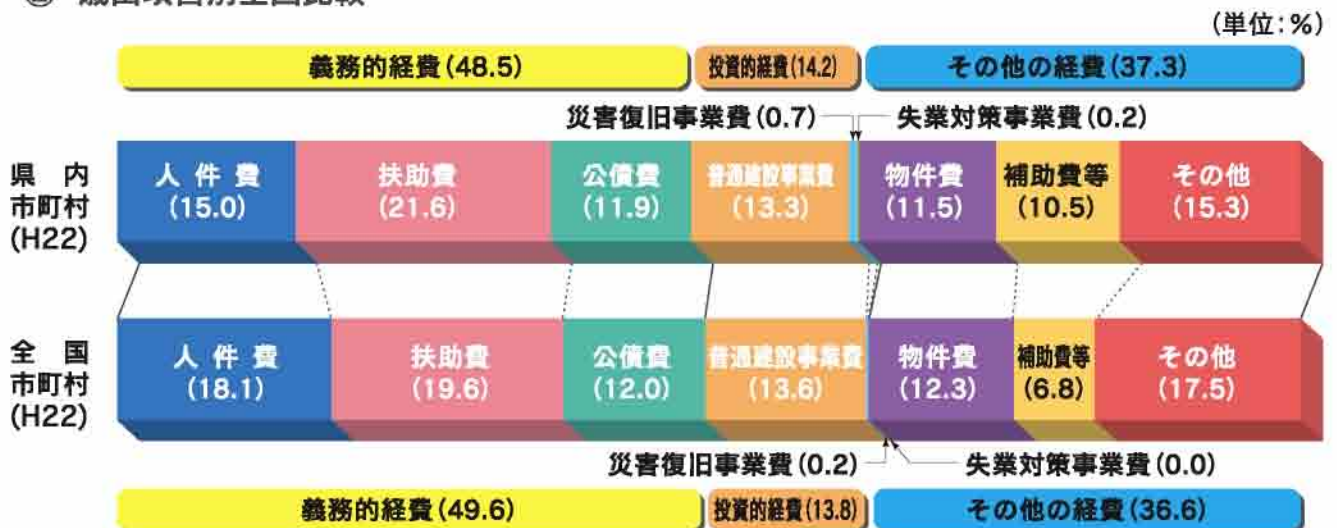 (単位:%)
義務的経費(48.5)
投資的経費(14.2)
その他の経費(37.3)
災害復旧事業費(0.7)
失業対策事業費(0.2)
県内
市町村
(H22)
人件費
(15.0)
扶助費
(21.6)
公債費
(11.9)
普通建設事業費
(13.3)
物件費
(11.5)
補助費等
(10.5)
その他
(15.3)
全国
市町村
(H22)
人件費
(18.1)
扶助費
(19.6)
公債費
(12.0)
普通建設事業費
(13.6)
物件費
(12.3)
補助費等
(6.8)
その他
(17.5)
災害復旧事業費(0.2)
失業対策事業費(0.0)
義務的経費(49.6)
投資的経費(13.8)
その他の経費(36.6)